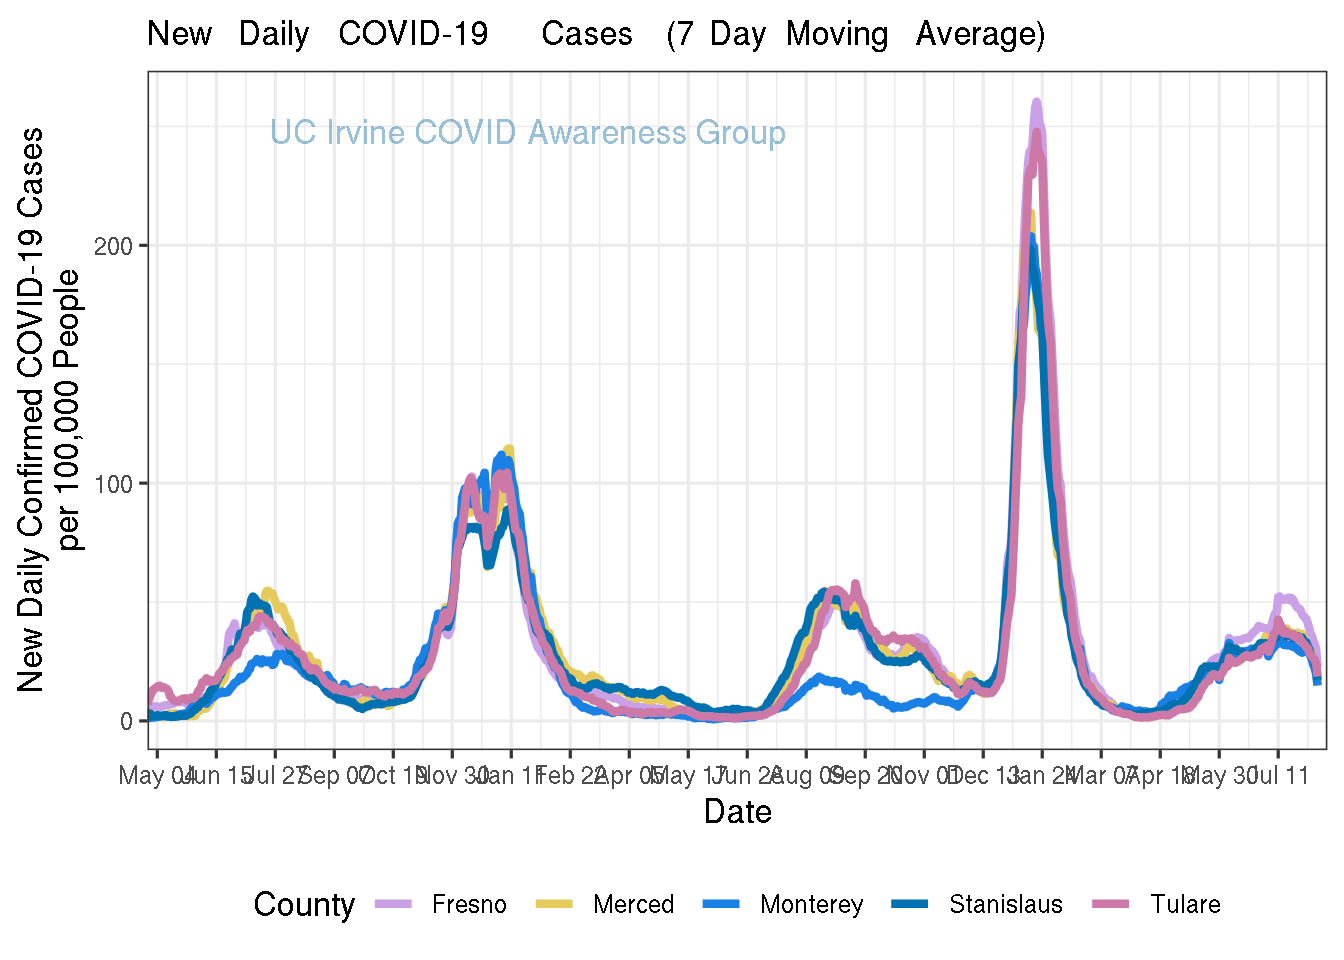 New Daily COVID-19 Cases (7 Day Moving Average)
UC Irvine COVID Awareness Group
New Daily Confirmed COVID-19 Cases
per 100,000 People
200
100
0
May 04 Jun 15 Jul 27 Sep 07 Oct 19 Nov 30 Jan 11 Feb 22 Apr 05 May 17 Jun 28 Aug 09 Sep 20 Nov 01 Dec 13 Jan 24 Mar 07 Apr 18 May 30 Jul 11
Date
County Fresno Merced Monterey Stanislaus Tulare